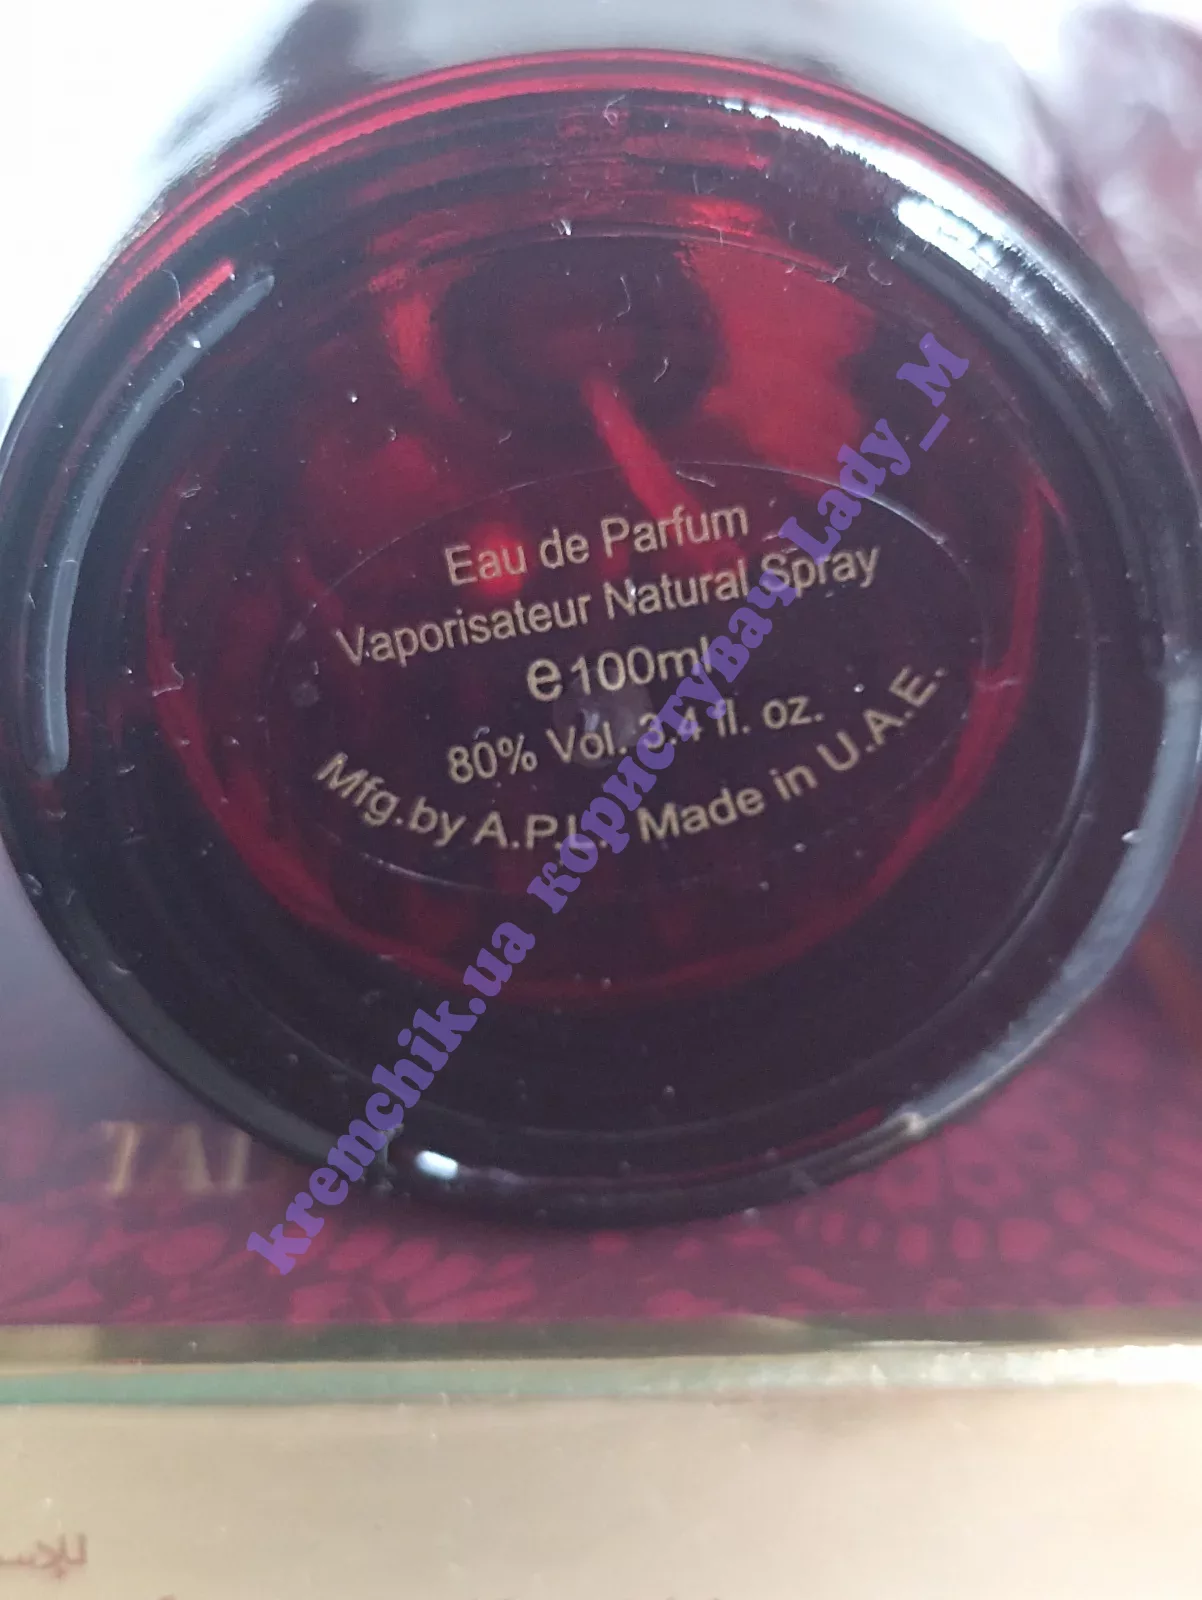 Eau de Parfum
Vaporisateur Natural Spray
e 100ml
80% Vol. 3.4 fl. oz.
Mfg.by A.P.L. Made in U.A.E.
kremchik.ua користувач Lady_M